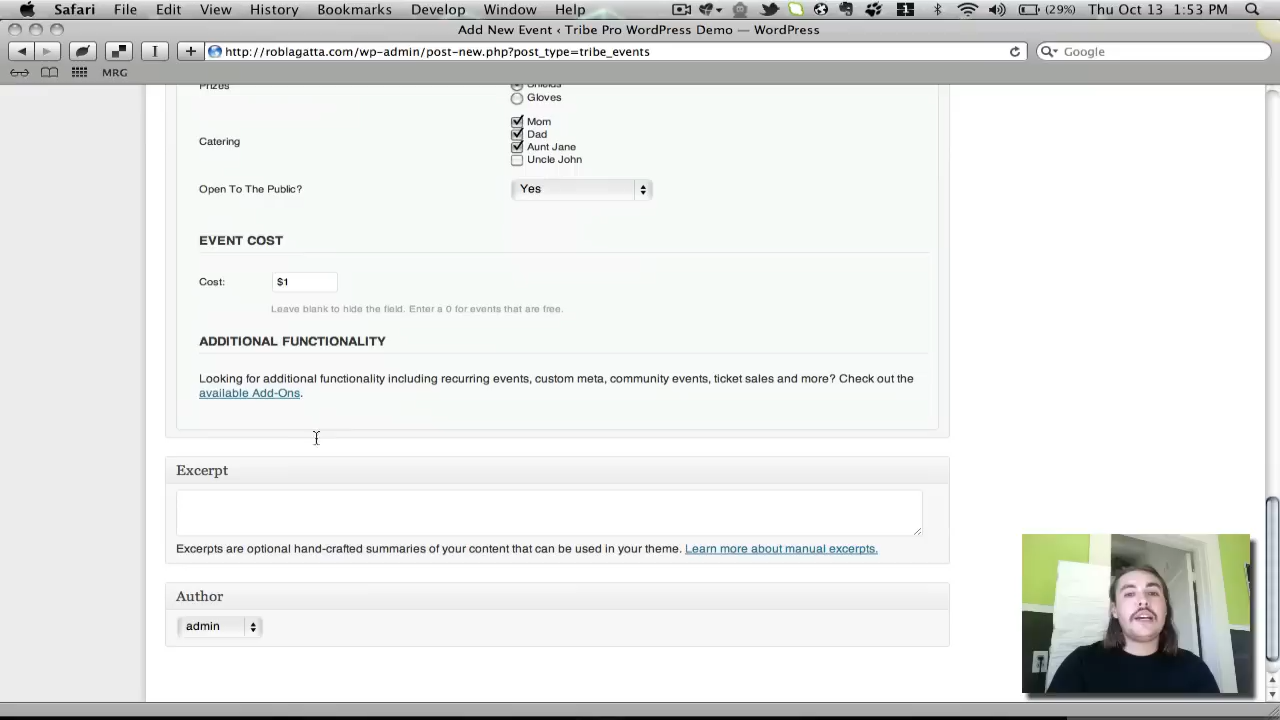 Safari File Edit View History Bookmarks Develop Window Help (29%) Thu Oct 13 1:53 PM
Add New Event ‹ Tribe Pro WordPress Demo — WordPress
http://roblagatta.com/wp-admin/post-new.php?post_type=tribe_events
Google
MRG
Prizes
Shields
Gloves
Catering
Mom
Dad
Aunt Jane
Uncle John
Open To The Public?
Yes
EVENT COST
Cost:
$1
Leave blank to hide the field. Enter a 0 for events that are free.
ADDITIONAL FUNCTIONALITY
Looking for additional functionality including recurring events, custom meta, community events, ticket sales and more? Check out the
available Add-Ons.
Excerpt
Excerpts are optional hand-crafted summaries of your content that can be used in your theme. Learn more about manual excerpts.
Author
admin